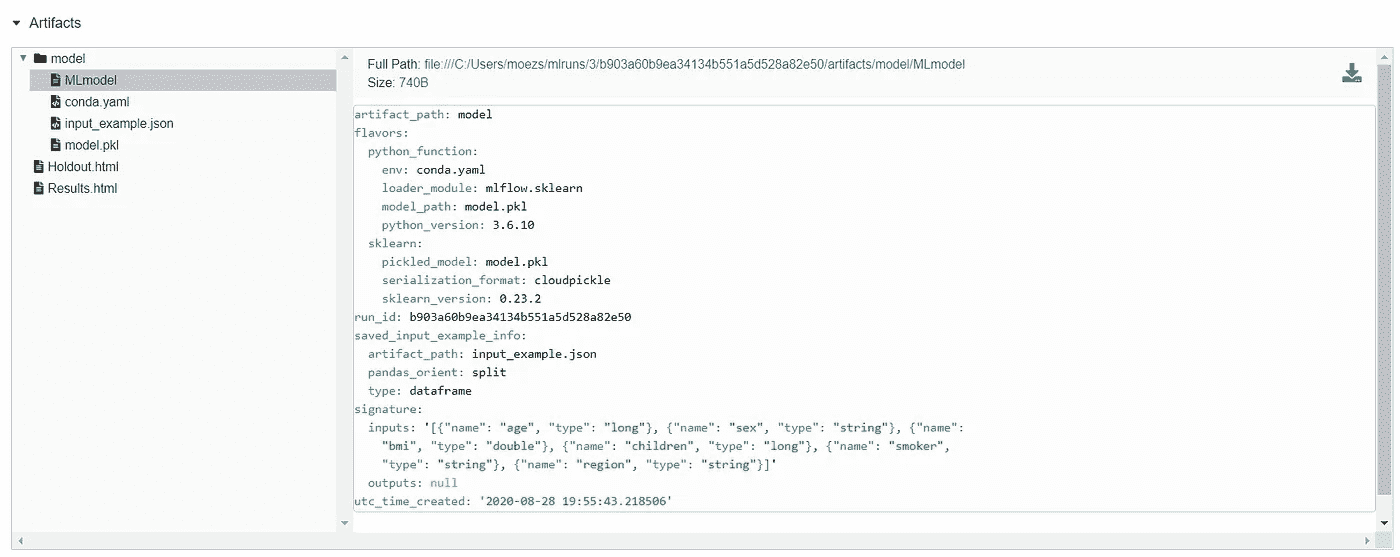 Artifacts
model
MLmodel
conda.yaml
input_example.json
model.pkl
Holdout.html
Results.html
Full Path: file:///C:/Users/moezs/mlruns/3/b903a60b9ea34134b551a5d528a82e50/artifacts/model/MLmodel
Size: 740B
artifact_path: model
flavors:
  python_function:
    env: conda.yaml
    loader_module: mlflow.sklearn
    model_path: model.pkl
    python_version: 3.6.10
  sklearn:
    pickled_model: model.pkl
    serialization_format: cloudpickle
    sklearn_version: 0.23.2
run_id: b903a60b9ea34134b551a5d528a82e50
saved_input_example_info:
  artifact_path: input_example.json
  pandas_orient: split
  type: dataframe
signature:
  inputs: '[{"name": "age", "type": "long"}, {"name": "sex", "type": "string"}, {"name":
    "bmi", "type": "double"}, {"name": "children", "type": "long"}, {"name": "smoker",
    "type": "string"}, {"name": "region", "type": "string"}]'
  outputs: null
utc_time_created: '2020-08-28 19:55:43.218506'